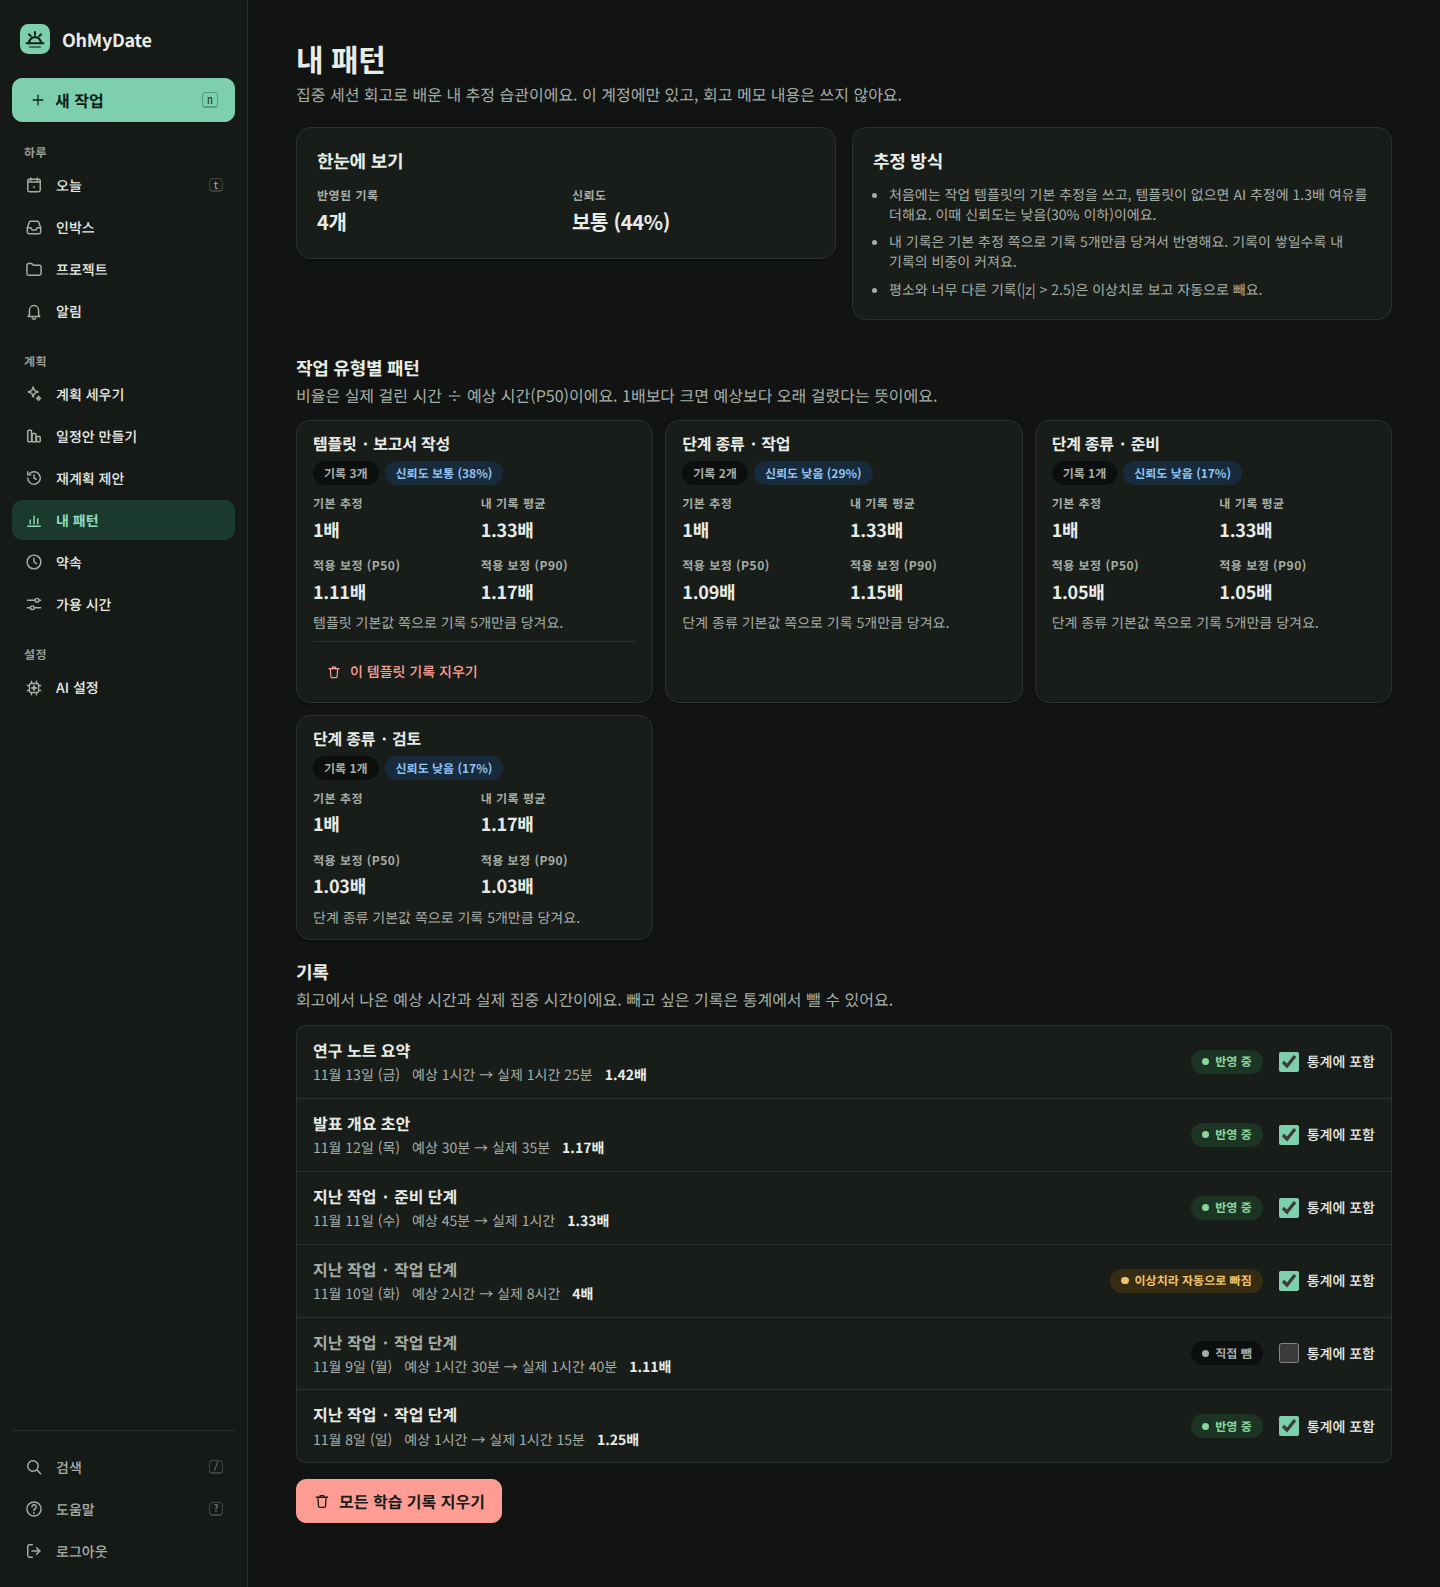 OhMyDate
새 작업
n
하루
오늘
t
인박스
프로젝트
알림
계획
계획 세우기
일정안 만들기
재계획 제안
내 패턴
약속
가용 시간
설정
AI 설정
검색
/
도움말
?
로그아웃
내 패턴
집중 세션 회고로 배운 내 추정 습관이에요. 이 계정에만 있고, 회고 메모 내용은 쓰지 않아요.
한눈에 보기
반영된 기록
4개
신뢰도
보통 (44%)
추정 방식
처음에는 작업 템플릿의 기본 추정을 쓰고, 템플릿이 없으면 AI 추정에 1.3배 여유를
더해요. 이때 신뢰도는 낮음(30% 이하)이에요.
내 기록은 기본 추정 쪽으로 기록 5개만큼 당겨서 반영해요. 기록이 쌓일수록 내
기록의 비중이 커져요.
평소와 너무 다른 기록(|z| > 2.5)은 이상치로 보고 자동으로 빼요.
작업 유형별 패턴
비율은 실제 걸린 시간 ÷ 예상 시간(P50)이에요. 1배보다 크면 예상보다 오래 걸렸다는 뜻이에요.
템플릿 · 보고서 작성
기록 3개
신뢰도 보통 (38%)
기본 추정
1배
내 기록 평균
1.33배
적용 보정 (P50)
1.11배
적용 보정 (P90)
1.17배
템플릿 기본값 쪽으로 기록 5개만큼 당겨요.
이 템플릿 기록 지우기
단계 종류 · 작업
기록 2개
신뢰도 낮음 (29%)
기본 추정
1배
내 기록 평균
1.33배
적용 보정 (P50)
1.09배
적용 보정 (P90)
1.15배
단계 종류 기본값 쪽으로 기록 5개만큼 당겨요.
단계 종류 · 준비
기록 1개
신뢰도 낮음 (17%)
기본 추정
1배
내 기록 평균
1.33배
적용 보정 (P50)
1.05배
적용 보정 (P90)
1.05배
단계 종류 기본값 쪽으로 기록 5개만큼 당겨요.
단계 종류 · 검토
기록 1개
신뢰도 낮음 (17%)
기본 추정
1배
내 기록 평균
1.17배
적용 보정 (P50)
1.03배
적용 보정 (P90)
1.03배
단계 종류 기본값 쪽으로 기록 5개만큼 당겨요.
기록
회고에서 나온 예상 시간과 실제 집중 시간이에요. 빼고 싶은 기록은 통계에서 뺄 수 있어요.
연구 노트 요약
11월 13일 (금) 예상 1시간 → 실제 1시간 25분 1.42배
반영 중
통계에 포함
발표 개요 초안
11월 12일 (목) 예상 30분 → 실제 35분 1.17배
반영 중
통계에 포함
지난 작업 · 준비 단계
11월 11일 (수) 예상 45분 → 실제 1시간 1.33배
반영 중
통계에 포함
지난 작업 · 작업 단계
11월 10일 (화) 예상 2시간 → 실제 8시간 4배
이상치라 자동으로 빠짐
통계에 포함
지난 작업 · 작업 단계
11월 9일 (월) 예상 1시간 30분 → 실제 1시간 40분 1.11배
직접 뺌
통계에 포함
지난 작업 · 작업 단계
11월 8일 (일) 예상 1시간 → 실제 1시간 15분 1.25배
반영 중
통계에 포함
모든 학습 기록 지우기